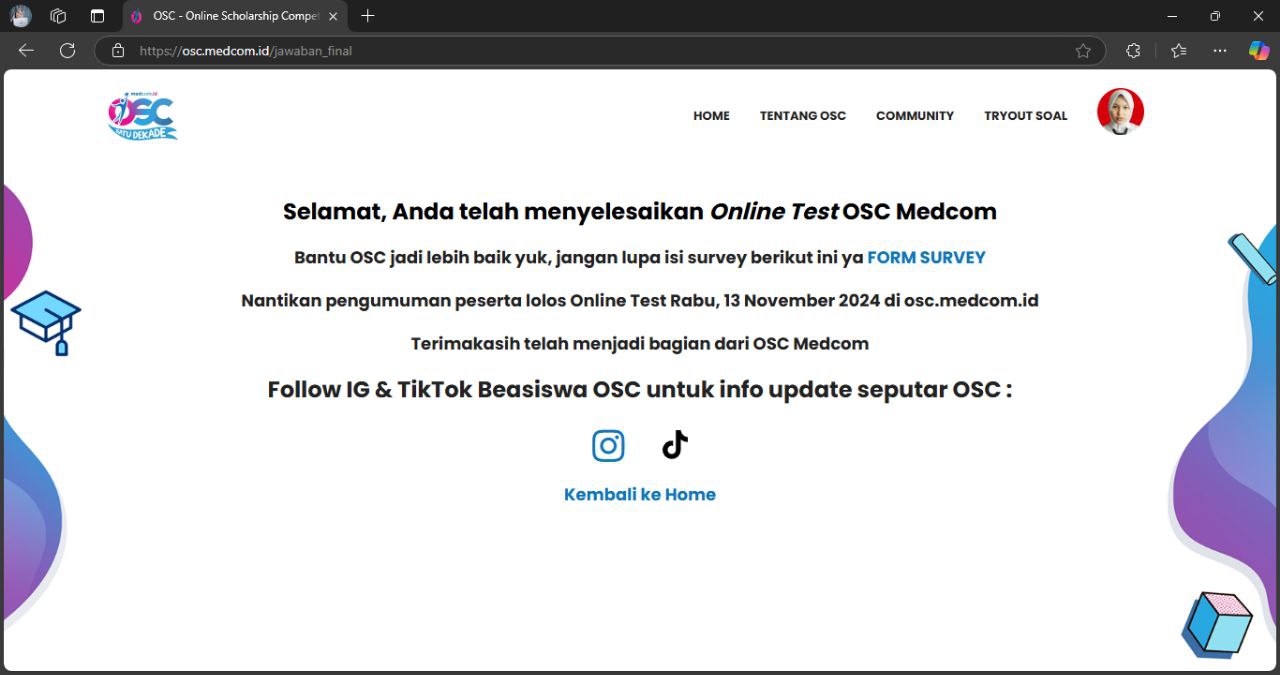 OSC - Online Scholarship Compet
https://osc.medcom.id/jawaban_final
medcom.id
OSC
SATU DEKADE
HOME
TENTANG OSC
COMMUNITY
TRYOUT SOAL
Selamat, Anda telah menyelesaikan Online Test OSC Medcom
Bantu OSC jadi lebih baik yuk, jangan lupa isi survey berikut ini ya FORM SURVEY
Nantikan pengumuman peserta lolos Online Test Rabu, 13 November 2024 di osc.medcom.id
Terimakasih telah menjadi bagian dari OSC Medcom
Follow IG & TikTok Beasiswa OSC untuk info update seputar OSC :
Kembali ke Home